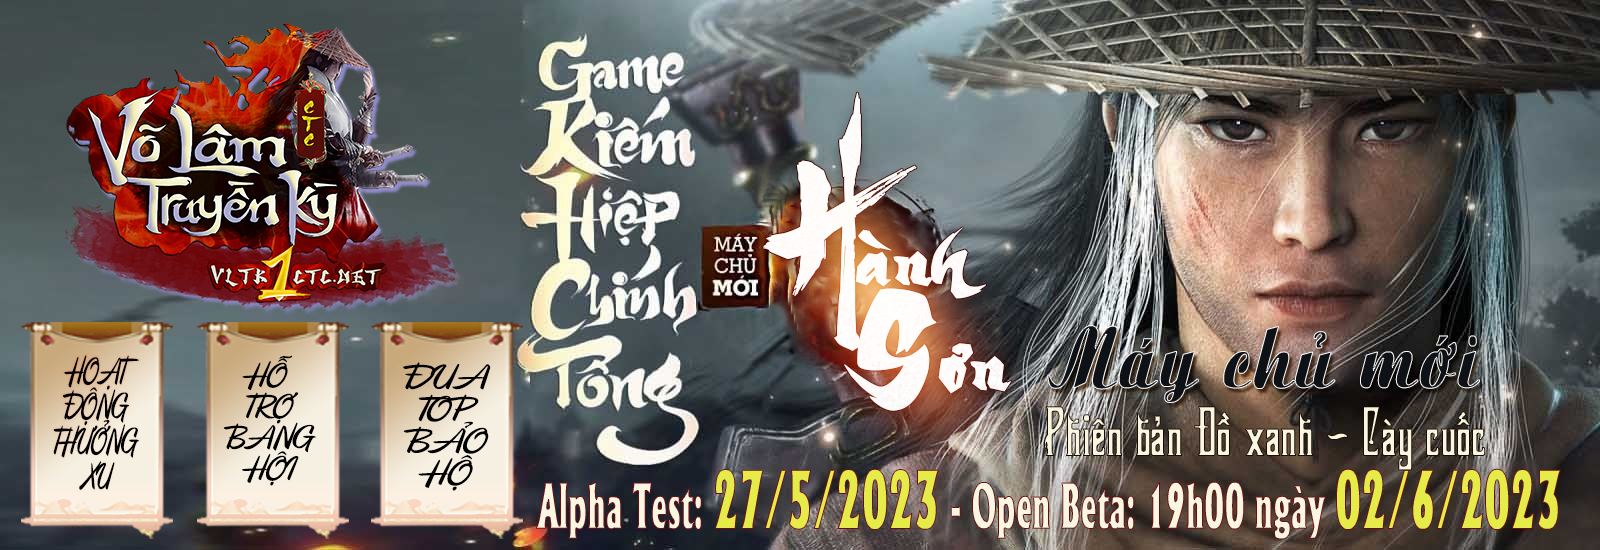 CTC
Võ Lâm
Truyền Kỳ
VLTK1CTC.NET
HOẠT
ĐỘNG
THƯỞNG
XU
HỖ
TRỢ
BANG
HỘI
ĐUA
TOP
BẢO
HỘ
Game
Kiếm
Hiệp
Chính
Tông
MÁY
CHỦ
MỚI
Hành
Sơn
Máy chủ mới
Phiên bản Đồ xanh - Cày cuốc
Alpha Test: 27/5/2023 - Open Beta: 19h00 ngày 02/6/2023